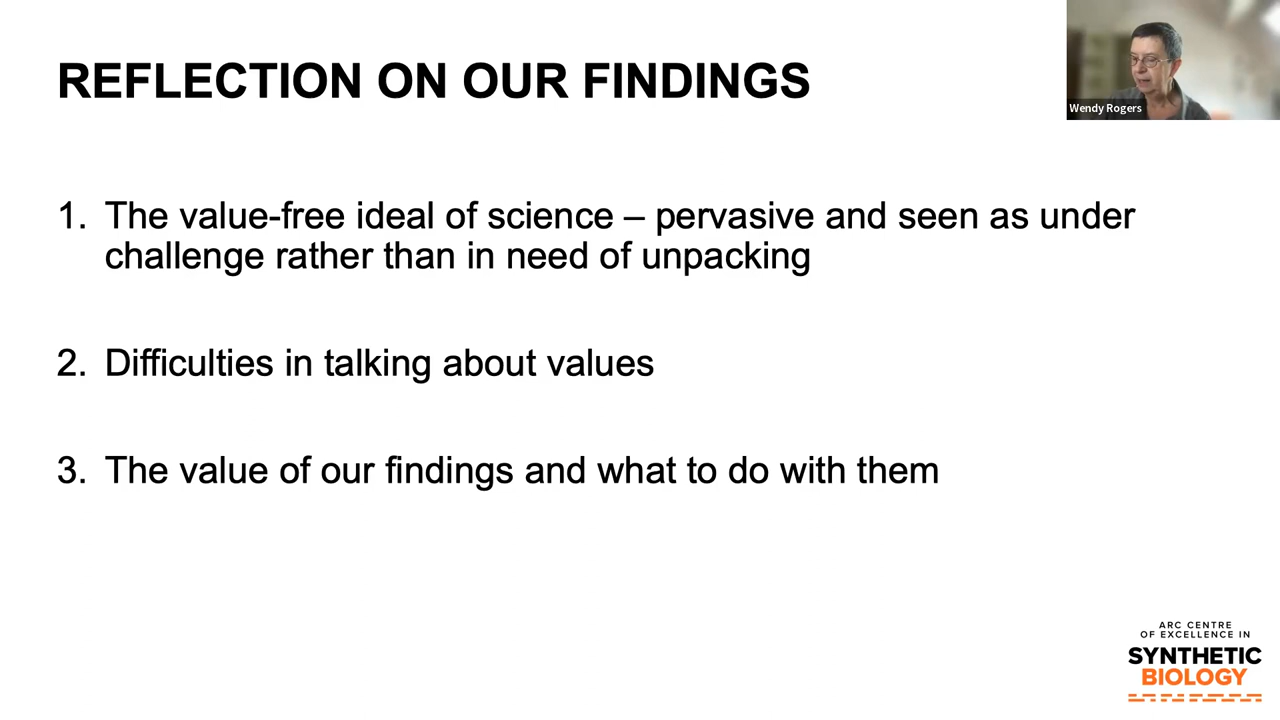 REFLECTION ON OUR FINDINGS
Wendy Rogers
1. The value-free ideal of science – pervasive and seen as under
challenge rather than in need of unpacking
2. Difficulties in talking about values
3. The value of our findings and what to do with them
ARC CENTRE
OF EXCELLENCE IN
SYNTHETIC
BIOLOGY